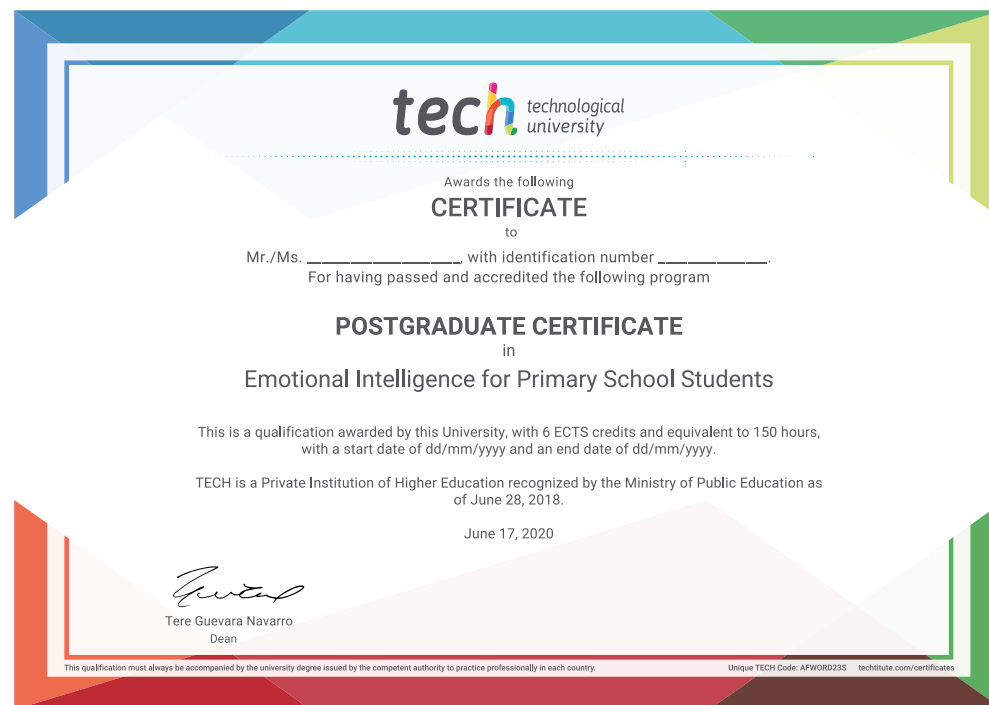 tech technological
university
Awards the following
CERTIFICATE
to
Mr./Ms. ____________________, with identification number ______________.
For having passed and accredited the following program
POSTGRADUATE CERTIFICATE
in
Emotional Intelligence for Primary School Students
This is a qualification awarded by this University, with 6 ECTS credits and equivalent to 150 hours,
with a start date of dd/mm/yyyy and an end date of dd/mm/yyyy.
TECH is a Private Institution of Higher Education recognized by the Ministry of Public Education as
of June 28, 2018.
June 17, 2020
Tere Guevara Navarro
Dean
This qualification must always be accompanied by the university degree issued by the competent authority to practice professionally in each country. Unique TECH Code: AFWORD23S techtitute.com/certificates